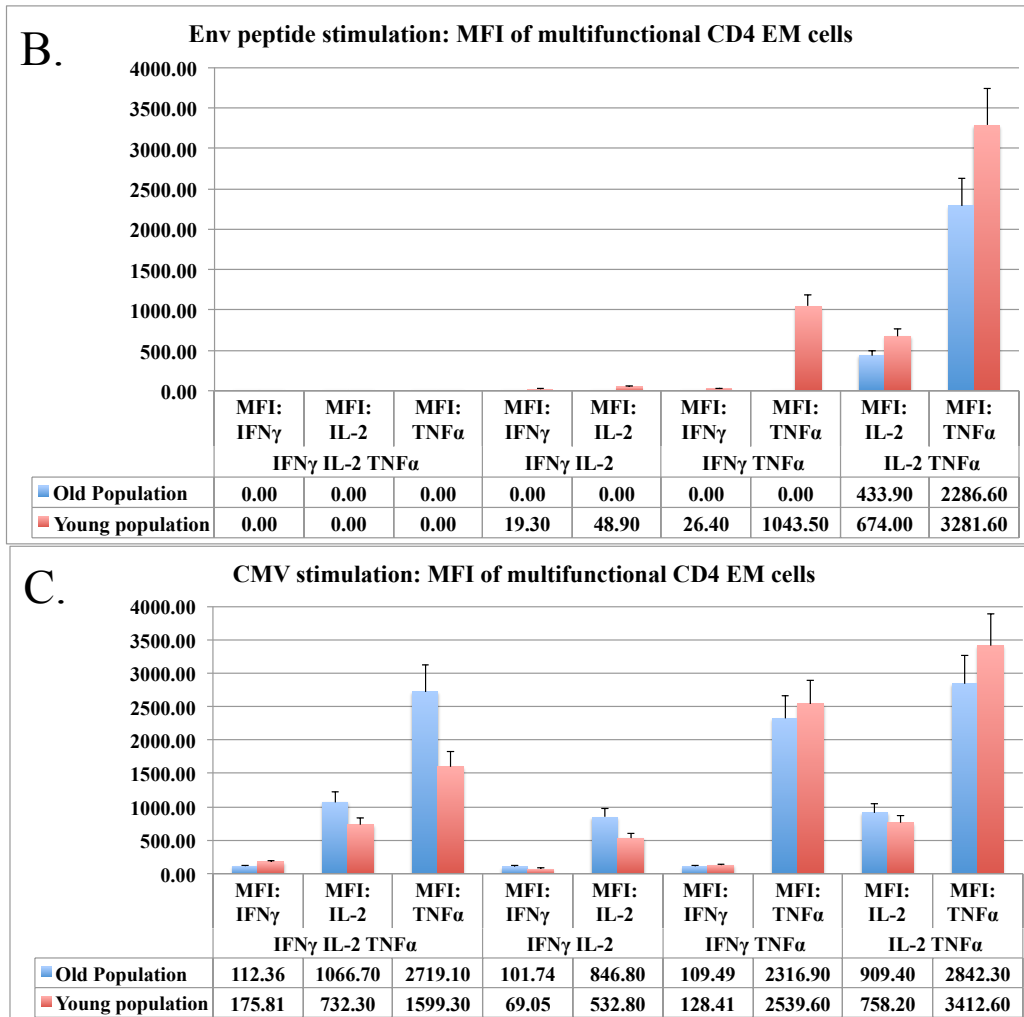 B.
Env peptide stimulation: MFI of multifunctional CD4 EM cells
4000.00
3500.00
3000.00
2500.00
2000.00
1500.00
1000.00
500.00
0.00
MFI: MFI: MFI: MFI: MFI: MFI: MFI: MFI: MFI:
IFNγ IL-2 TNFα IFNγ IL-2 IFNγ TNFα IL-2 TNFα
IFNγ IL-2 TNFα IFNγ IL-2 IFNγ TNFα IL-2 TNFα
Old Population 0.00 0.00 0.00 0.00 0.00 0.00 0.00 433.90 2286.60
Young population 0.00 0.00 0.00 19.30 48.90 26.40 1043.50 674.00 3281.60
C.
CMV stimulation: MFI of multifunctional CD4 EM cells
4000.00
3500.00
3000.00
2500.00
2000.00
1500.00
1000.00
500.00
0.00
MFI: MFI: MFI: MFI: MFI: MFI: MFI: MFI: MFI:
IFNγ IL-2 TNFα IFNγ IL-2 IFNγ TNFα IL-2 TNFα
IFNγ IL-2 TNFα IFNγ IL-2 IFNγ TNFα IL-2 TNFα
Old Population 112.36 1066.70 2719.10 101.74 846.80 109.49 2316.90 909.40 2842.30
Young population 175.81 732.30 1599.30 69.05 532.80 128.41 2539.60 758.20 3412.60